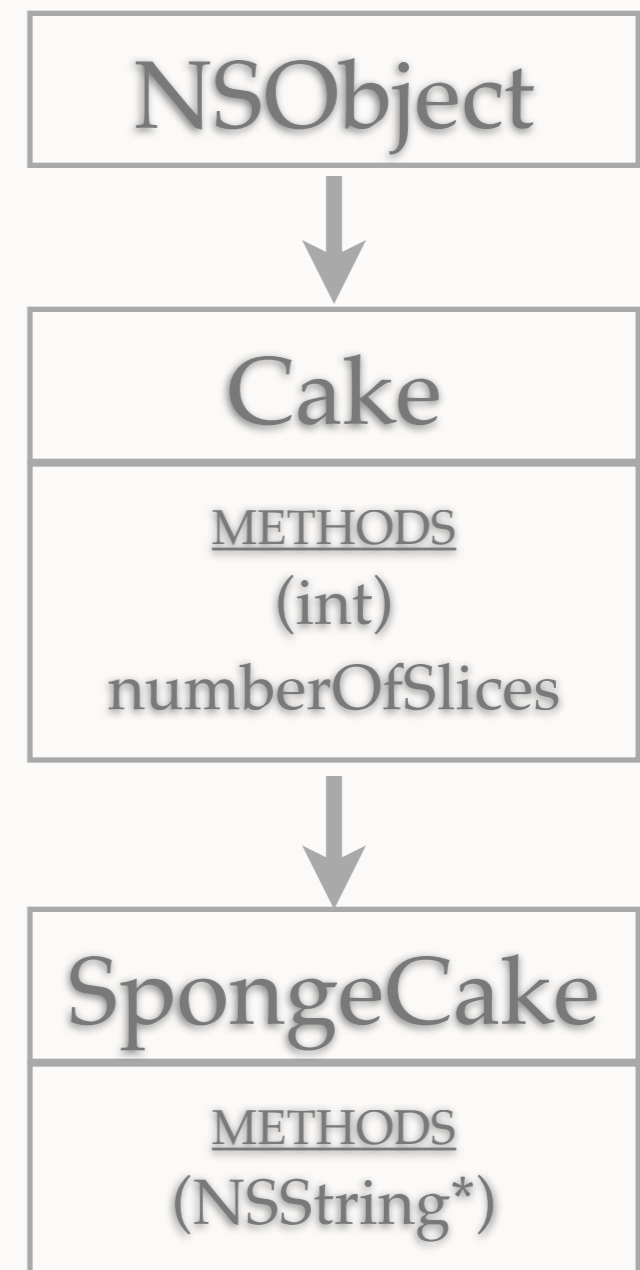 NSObject
Cake
METHODS
(int)
numberOfSlices
SpongeCake
METHODS
(NSString*)